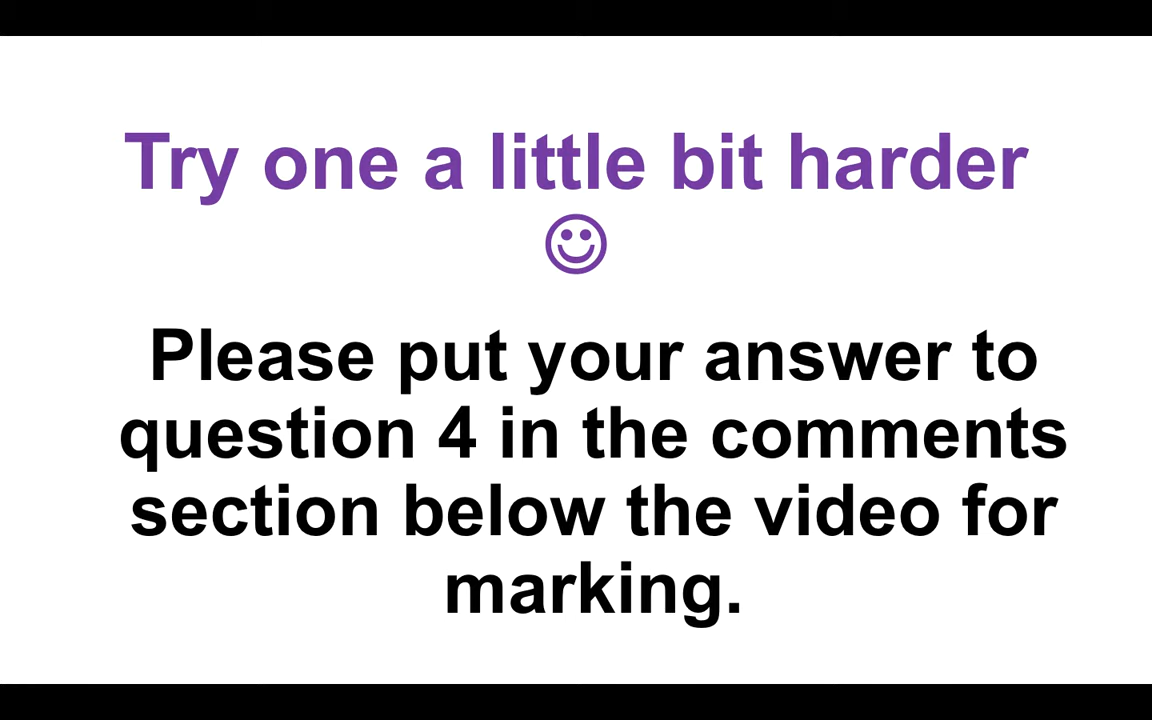 Try one a little bit harder
☺
Please put your answer to
question 4 in the comments
section below the video for
marking.